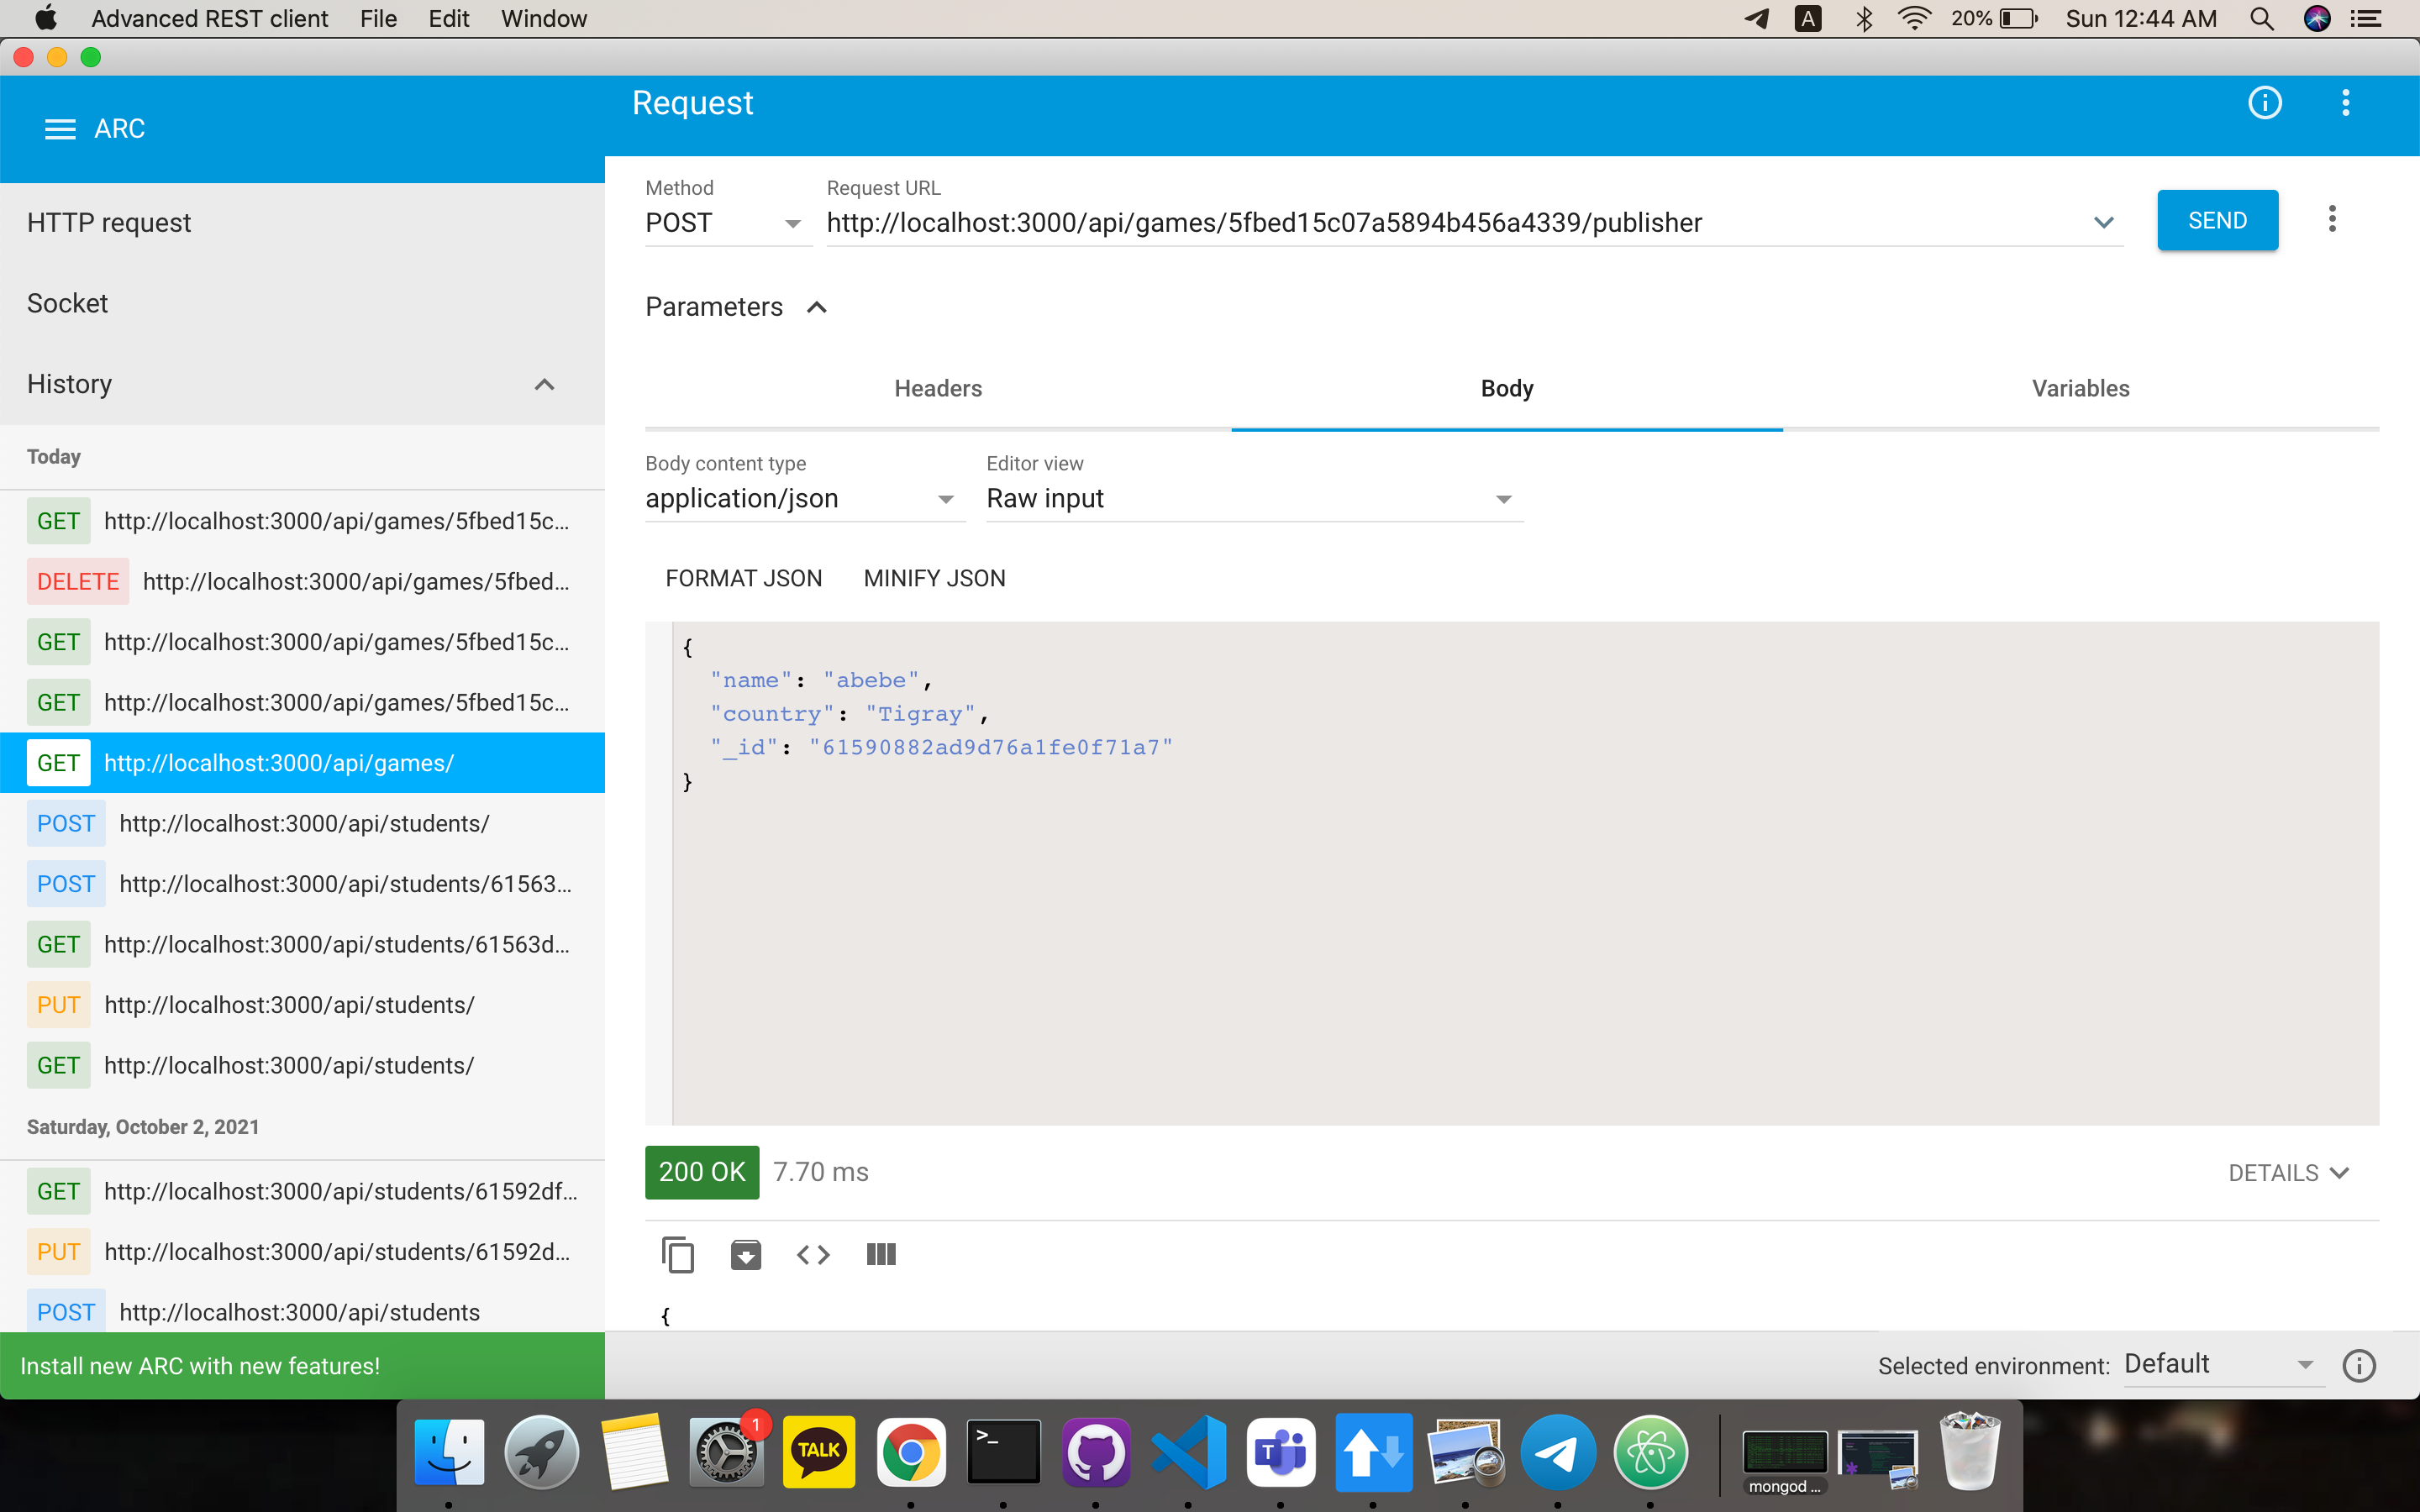 Advanced REST client File Edit Window
A 20% Sun 12:44 AM
ARC
Request
HTTP request
Socket
History
Today
GET http://localhost:3000/api/games/5fbed15c...
DELETE http://localhost:3000/api/games/5fbed...
GET http://localhost:3000/api/games/5fbed15c...
GET http://localhost:3000/api/games/5fbed15c...
GET http://localhost:3000/api/games/
POST http://localhost:3000/api/students/
POST http://localhost:3000/api/students/61563...
GET http://localhost:3000/api/students/61563d...
PUT http://localhost:3000/api/students/
GET http://localhost:3000/api/students/
Saturday, October 2, 2021
GET http://localhost:3000/api/students/61592df...
PUT http://localhost:3000/api/students/61592d...
POST http://localhost:3000/api/students
Install new ARC with new features!
Method
POST
Request URL
http://localhost:3000/api/games/5fbed15c07a5894b456a4339/publisher
SEND
Parameters
Headers Body Variables
Body content type
application/json
Editor view
Raw input
FORMAT JSON MINIFY JSON
{
"name": "abebe",
"country": "Tigray",
"_id": "61590882ad9d76a1fe0f71a7"
}
200 OK 7.70 ms DETAILS
{
Selected environment: Default
1
TALK
>_
T
mongod ...